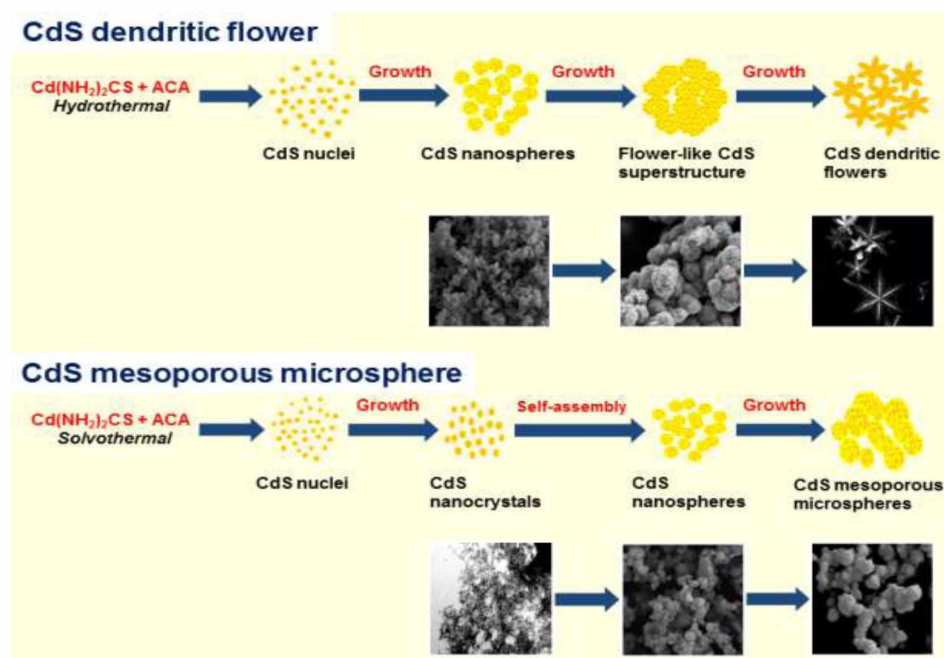 CdS dendritic flower
Growth
Growth
Growth
Cd(NH₂)₂CS + ACA
Hydrothermal
CdS nuclei
CdS nanospheres
Flower-like CdS
superstructure
CdS dendritic
flowers
CdS mesoporous microsphere
Growth
Self-assembly
Growth
Cd(NH₂)₂CS + ACA
Solvothermal
CdS nuclei
CdS
nanocrystals
CdS
nanospheres
CdS mesoporous
microspheres